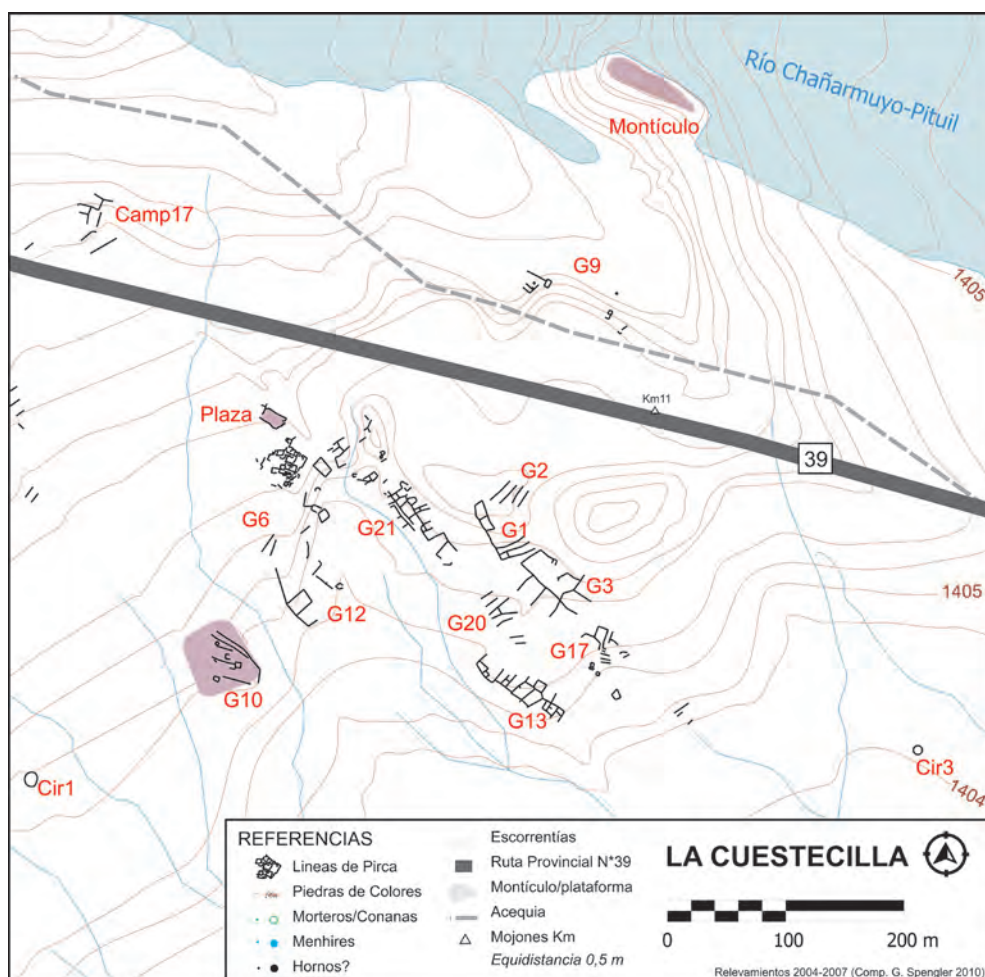 Río Chañarmuyo-Pituil
Montículo
Camp17
G9
1405
Km11
Plaza
39
G2
G6
G21
G1
G3
1405
G12
G20
G17
G10
G13
Cir1
Cir3
1404
REFERENCIAS
Lineas de Pirca
Piedras de Colores
Morteros/Conanas
Menhires
Hornos?
Escorrentías
Ruta Provincial N*39
Montículo/plataforma
Acequia
Mojones Km
Equidistancia 0,5 m
LA CUESTECILLA
0 100 200 m
Relevamientos 2004-2007 (Comp. G. Spengler 2010)